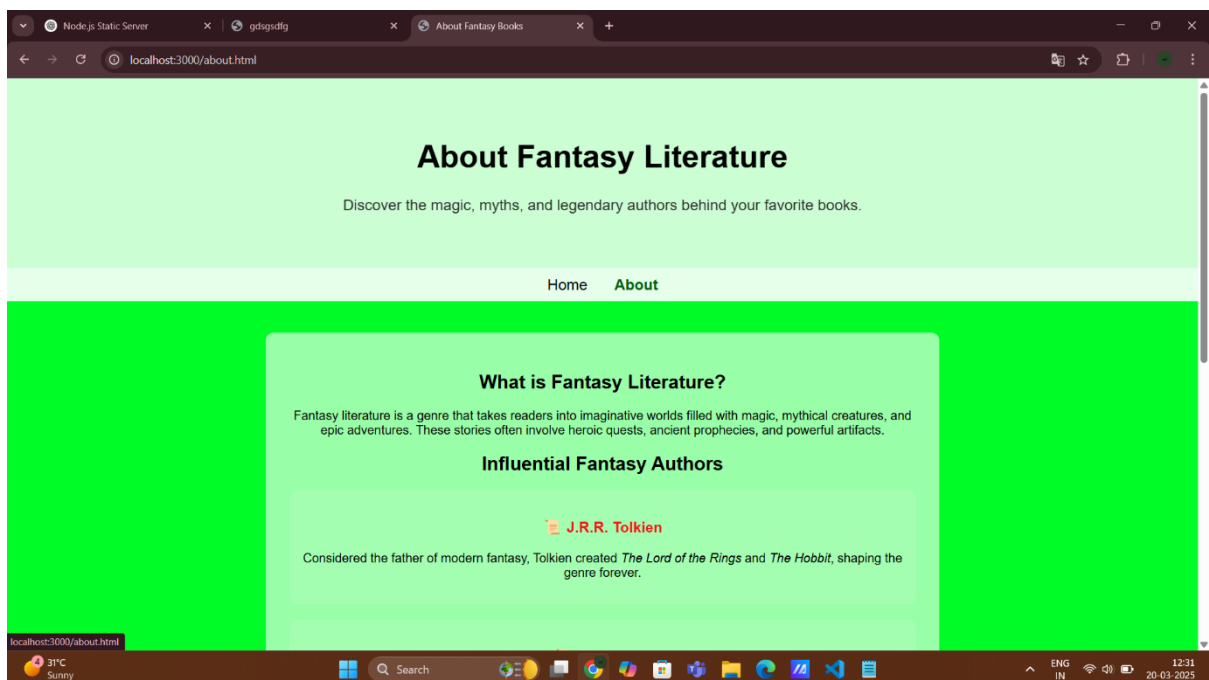 Node.js Static Server
gdsgsdfg
About Fantasy Books
localhost:3000/about.html
About Fantasy Literature
Discover the magic, myths, and legendary authors behind your favorite books.
Home About
What is Fantasy Literature?
Fantasy literature is a genre that takes readers into imaginative worlds filled with magic, mythical creatures, and
epic adventures. These stories often involve heroic quests, ancient prophecies, and powerful artifacts.
Influential Fantasy Authors
📜 J.R.R. Tolkien
Considered the father of modern fantasy, Tolkien created The Lord of the Rings and The Hobbit, shaping the
genre forever.
localhost:3000/about.html
4
31°C
Sunny
Search
ENG
IN
12:31
20-03-2025